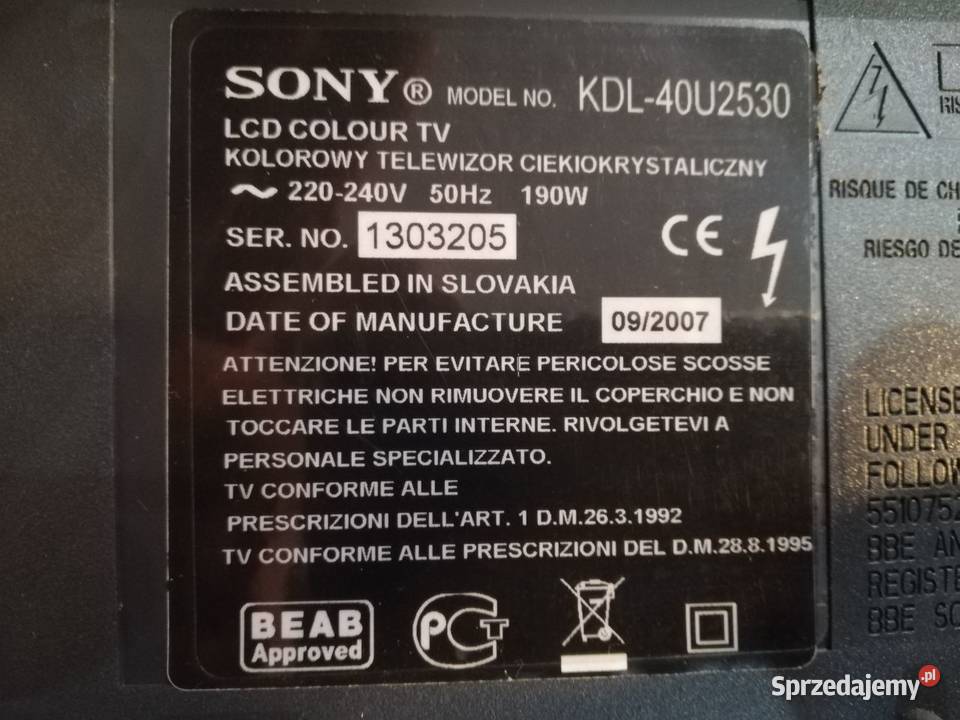 SONY® MODEL NO. KDL-40U2530
LCD COLOUR TV
KOLOROWY TELEWIZOR CIEKIOKRYSTALICZNY
~ 220-240V 50Hz 190W
SER. NO. 1303205
CE
ASSEMBLED IN SLOVAKIA
DATE OF MANUFACTURE 09/2007
ATTENZIONE! PER EVITARE PERICOLOSE SCOSSE
ELETTRICHE NON RIMUOVERE IL COPERCHIO E NON
TOCCARE LE PARTI INTERNE. RIVOLGETEVI A
PERSONALE SPECIALIZZATO.
TV CONFORME ALLE
PRESCRIZIONI DELL'ART. 1 D.M.26.3.1992
TV CONFORME ALLE PRESCRIZIONI DEL D.M.28.8.1995
BEAB
Approved
PCT
RIS
RISQUE DE CH
RIESGO DE
LICENSE
UNDER
FOLLOW
5510752
BBE AN
REGISTE
BBE SO
Sprzedajemy.pl